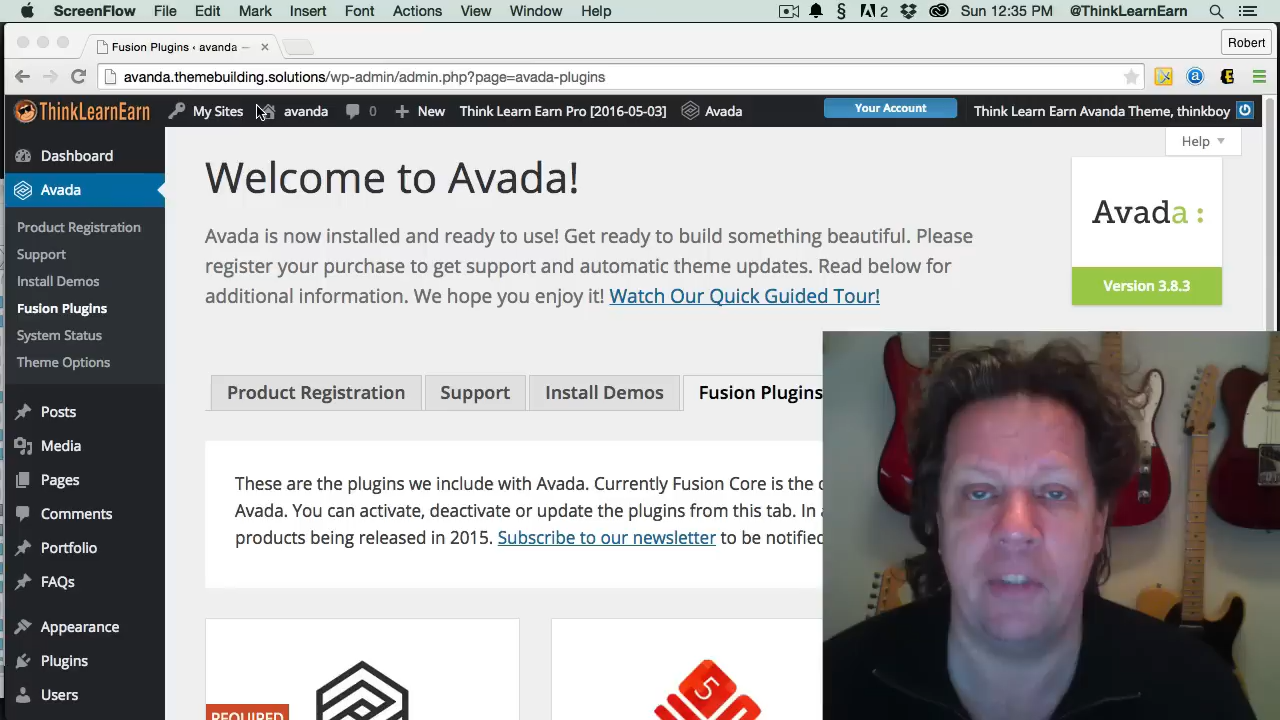 ScreenFlow File Edit Mark Insert Font Actions View Window Help
2 Sun 12:35 PM @ThinkLearnEarn
Fusion Plugins ‹ avanda —
Robert
avanda.themebuilding.solutions/wp-admin/admin.php?page=avada-plugins
ThinkLearnEarn My Sites avanda 0 New Think Learn Earn Pro [2016-05-03] Avada Your Account Think Learn Earn Avanda Theme, thinkboy
Help
Dashboard
Avada
Product Registration
Support
Install Demos
Fusion Plugins
System Status
Theme Options
Posts
Media
Pages
Comments
Portfolio
FAQs
Appearance
Plugins
Users
Welcome to Avada!
Avada is now installed and ready to use! Get ready to build something beautiful. Please
register your purchase to get support and automatic theme updates. Read below for
additional information. We hope you enjoy it! Watch Our Quick Guided Tour!
Avada :
Version 3.8.3
Product Registration Support Install Demos Fusion Plugins
These are the plugins we include with Avada. Currently Fusion Core is the
Avada. You can activate, deactivate or update the plugins from this tab. In
products being released in 2015. Subscribe to our newsletter to be notified
REQUIRED
5